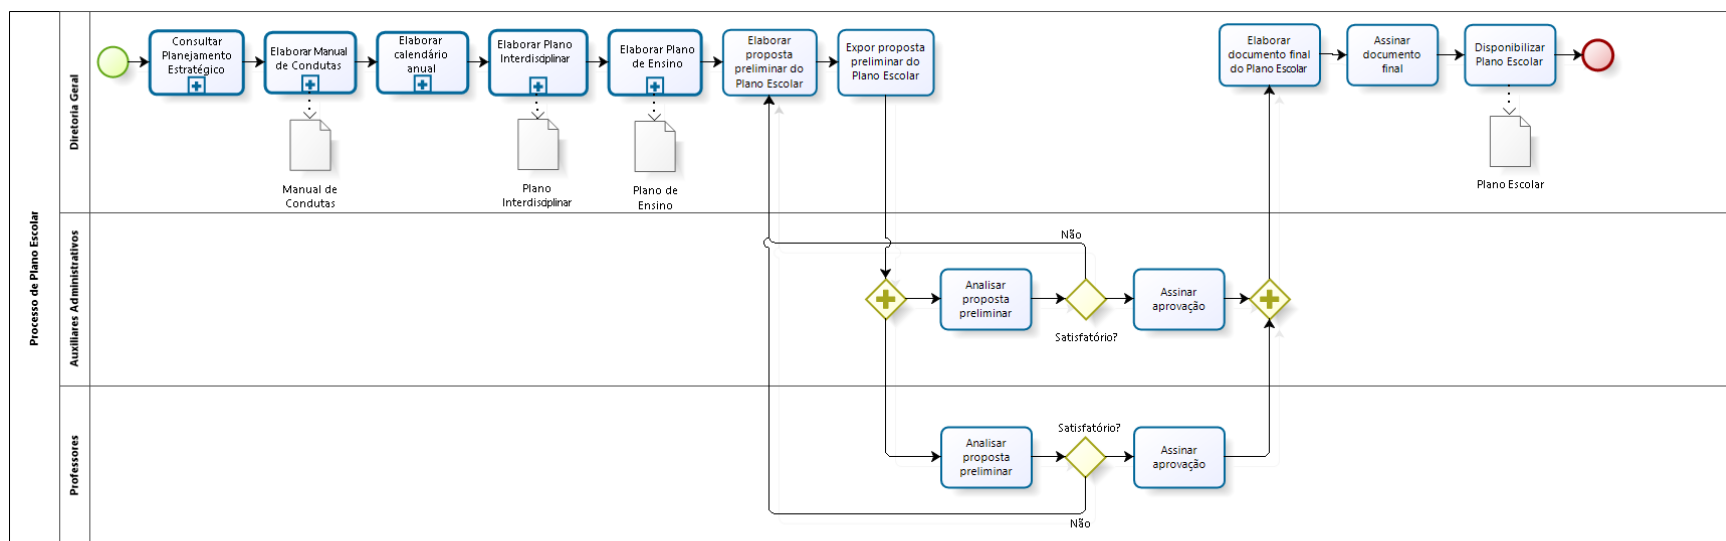 Processo de Plano Escolar
Diretoria Geral
Consultar
Planejamento
Estratégico
Elaborar Manual
de Condutas
Elaborar
calendário
anual
Elaborar Plano
Interdisciplinar
Elaborar Plano
de Ensino
Elaborar
proposta
preliminar do
Plano Escolar
Expor proposta
preliminar do
Plano Escolar
Elaborar
documento final
do Plano Escolar
Assinar
documento
final
Disponibilizar
Plano Escolar
Manual de
Condutas
Plano
Interdisciplinar
Plano de
Ensino
Plano Escolar
Auxiliares Administrativos
Não
Analisar
proposta
preliminar
Satisfatório?
Assinar
aprovação
Professores
Analisar
proposta
preliminar
Satisfatório?
Assinar
aprovação
Não